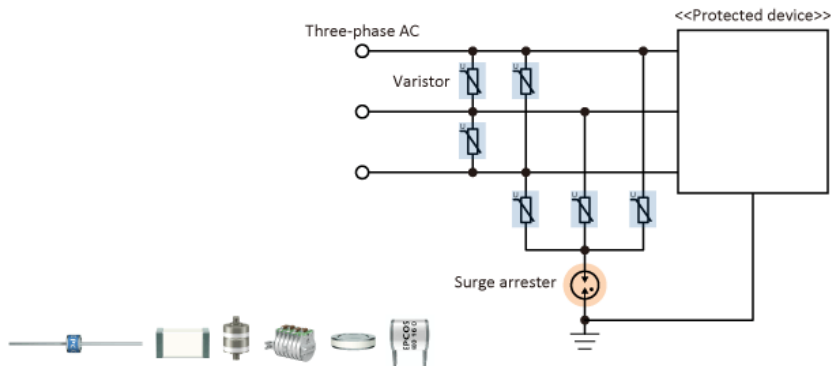 <<Protected device>>
Three-phase AC
Varistor
Surge arrester
EPCOS